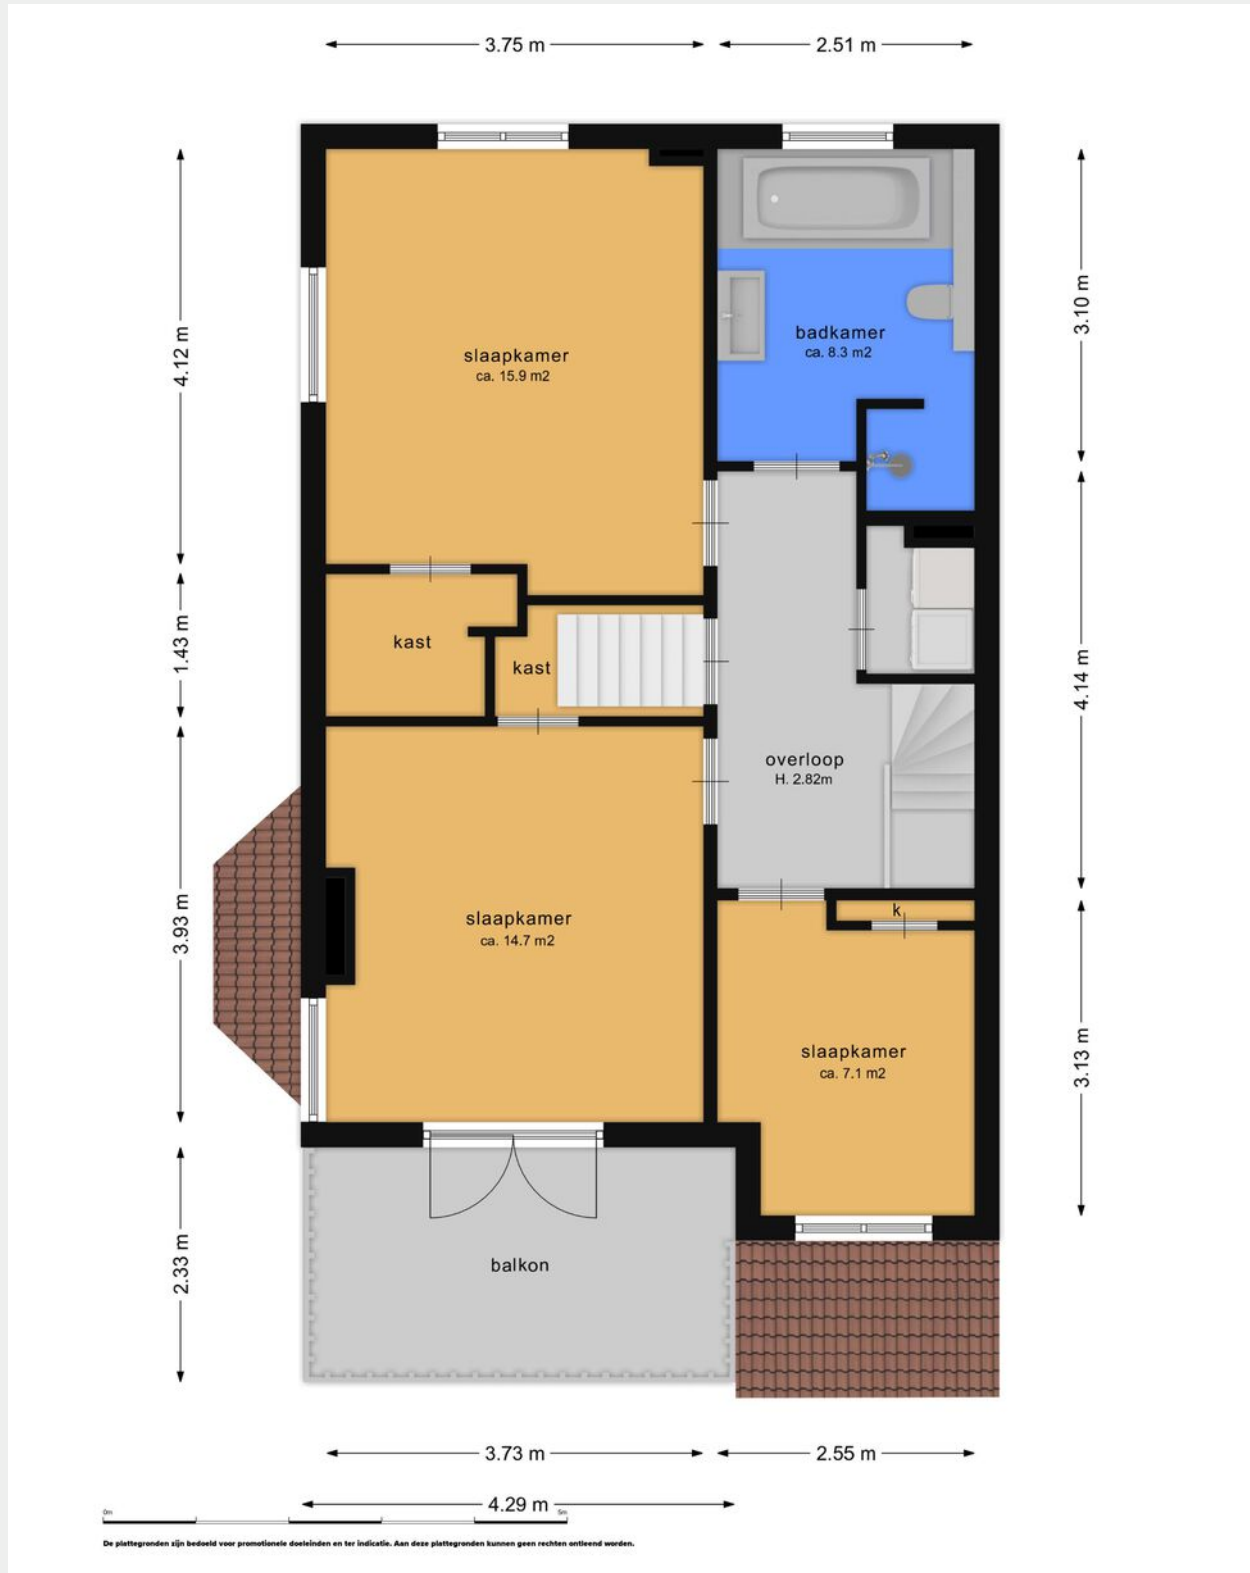 3.75 m
2.51 m
4.12 m
3.10 m
slaapkamer
ca. 15.9 m2
badkamer
ca. 8.3 m2
1.43 m
kast
kast
4.14 m
overloop
H. 2.82m
3.93 m
slaapkamer
ca. 14.7 m2
k
slaapkamer
ca. 7.1 m2
3.13 m
2.33 m
balkon
3.73 m
2.55 m
4.29 m
0m
5m
De plattegronden zijn bedoeld voor promotionele doeleinden en ter indicatie. Aan deze plattegronden kunnen geen rechten ontleend worden.